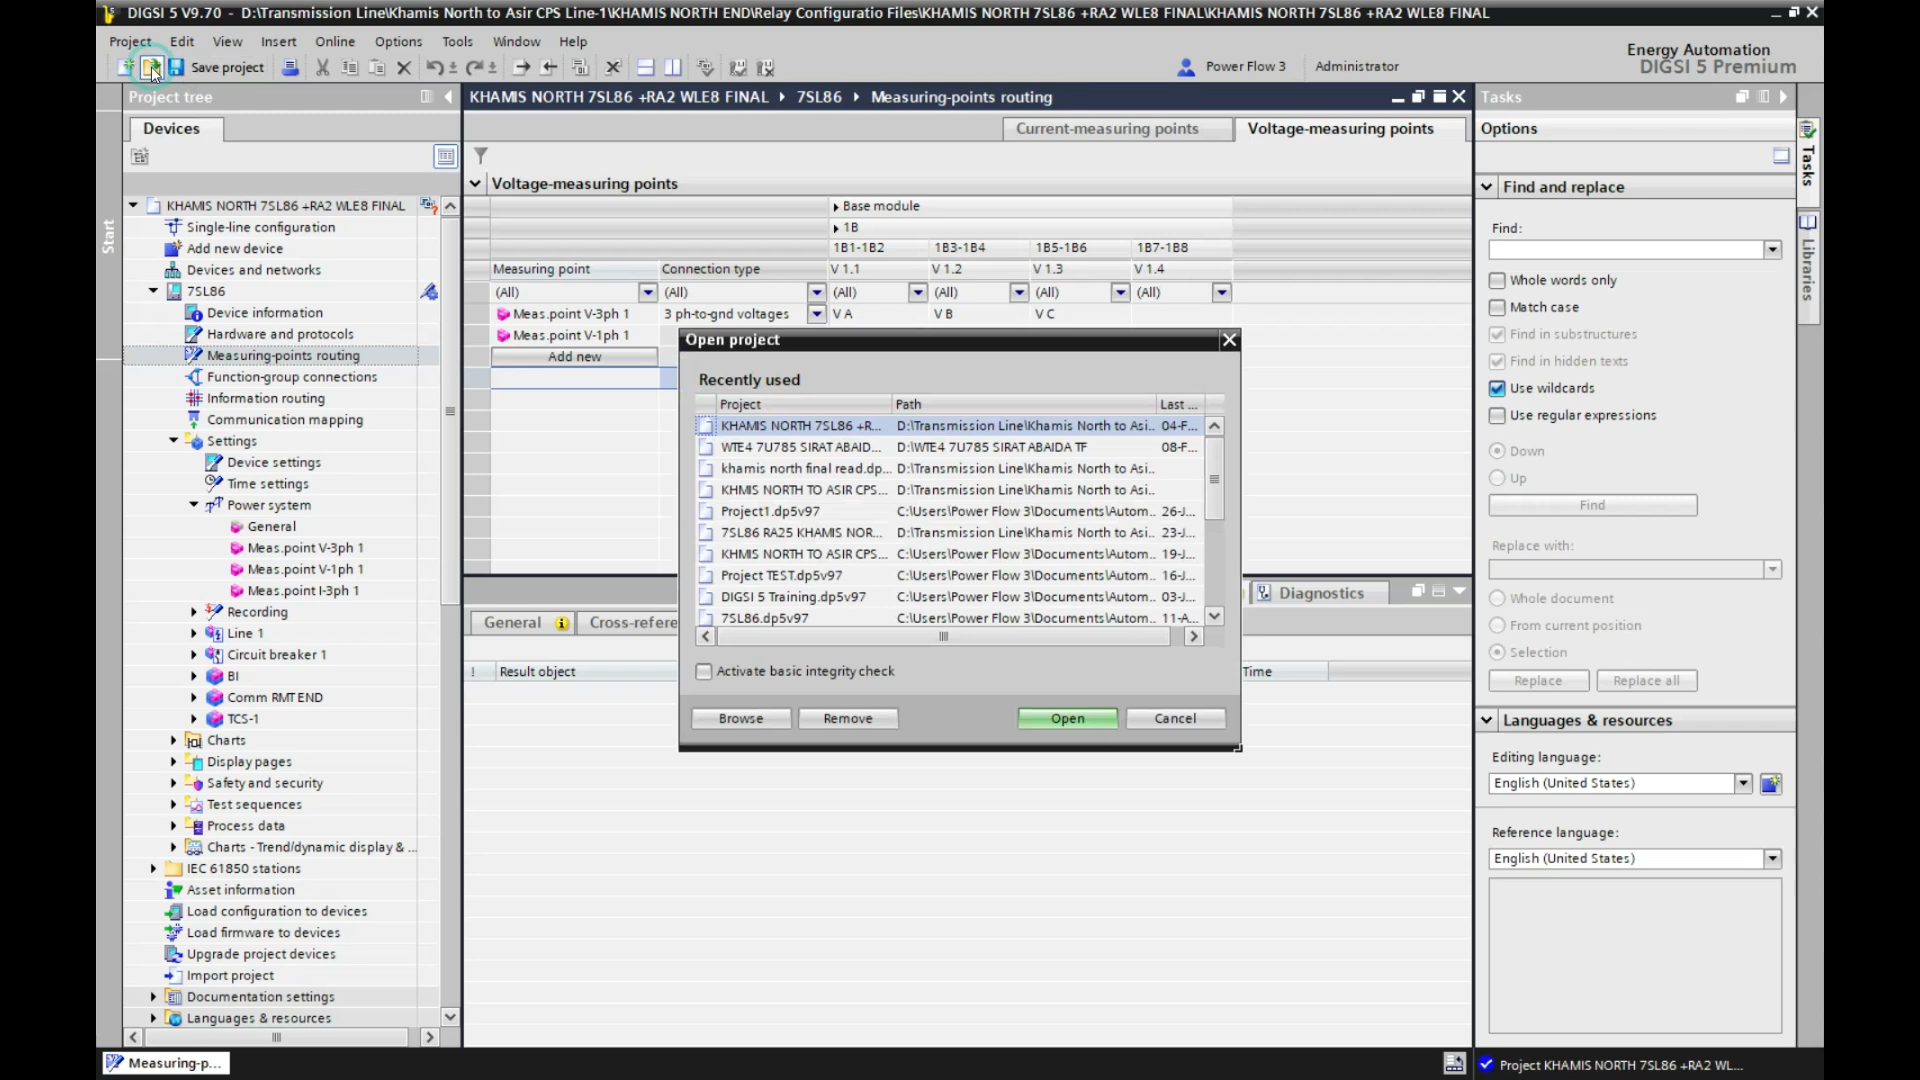 DIGSI 5 V9.70 - D:\Transmission Line\Khamis North to Asir CPS Line-1\KHAMIS NORTH END\Relay Configuratio Files\KHAMIS NORTH 7SL86 +RA2 WLE8 FINAL\KHAMIS NORTH 7SL86 +RA2 WLE8 FINAL
Project Edit View Insert Online Options Tools Window Help
Energy Automation
DIGSI 5 Premium
Save project
Power Flow 3 Administrator
Project tree
KHAMIS NORTH 7SL86 +RA2 WLE8 FINAL 7SL86 Measuring-points routing
Tasks
Devices
Current-measuring points
Voltage-measuring points
Options
Start
KHAMIS NORTH 7SL86 +RA2 WLE8 FINAL
Single-line configuration
Add new device
Devices and networks
7SL86
Device information
Hardware and protocols
Measuring-points routing
Function-group connections
Information routing
Communication mapping
Settings
Device settings
Time settings
Power system
General
Meas.point V-3ph 1
Meas.point V-1ph 1
Meas.point I-3ph 1
Recording
Line 1
Circuit breaker 1
BI
Comm RMT END
TCS-1
Charts
Display pages
Safety and security
Test sequences
Process data
Charts - Trend/dynamic display & ...
IEC 61850 stations
Asset information
Load configuration to devices
Load firmware to devices
Upgrade project devices
Import project
Documentation settings
Languages & resources
Voltage-measuring points
Base module
1B
1B1-1B2 1B3-1B4 1B5-1B6 1B7-1B8
Measuring point Connection type V 1.1 V 1.2 V 1.3 V 1.4
(All) (All) (All) (All) (All) (All)
Meas.point V-3ph 1 3 ph-to-gnd voltages V A V B V C
Meas.point V-1ph 1
Add new
Open project
Recently used
Project Path Last ...
KHAMIS NORTH 7SL86 +R... D:\Transmission Line\Khamis North to Asi.. 04-F...
WTE4 7U785 SIRAT ABAID... D:\WTE4 7U785 SIRAT ABAIDA TF 08-F...
khamis north final read.dp... D:\Transmission Line\Khamis North to Asi..
KHMIS NORTH TO ASIR CPS... D:\Transmission Line\Khamis North to Asi..
Project1.dp5v97 C:\Users\Power Flow 3\Documents\Autom.. 26-J...
7SL86 RA25 KHAMIS NOR... D:\Transmission Line\Khamis North to Asi.. 23-J...
KHMIS NORTH TO ASIR CPS... C:\Users\Power Flow 3\Documents\Autom.. 19-J...
Project TEST.dp5v97 C:\Users\Power Flow 3\Documents\Autom.. 16-J...
DIGSI 5 Training.dp5v97 C:\Users\Power Flow 3\Documents\Autom.. 03-J...
7SL86.dp5v97 C:\Users\Power Flow 3\Documents\Autom.. 11-A...
Activate basic integrity check
Browse Remove Open Cancel
Diagnostics
General Cross-refere
! Result object Time
Find and replace
Find:
Whole words only
Match case
Find in substructures
Find in hidden texts
Use wildcards
Use regular expressions
Down
Up
Find
Replace with:
Whole document
From current position
Selection
Replace Replace all
Languages & resources
Editing language:
English (United States)
Reference language:
English (United States)
Tasks
Libraries
Measuring-p...
Project KHAMIS NORTH 7SL86 +RA2 WL...